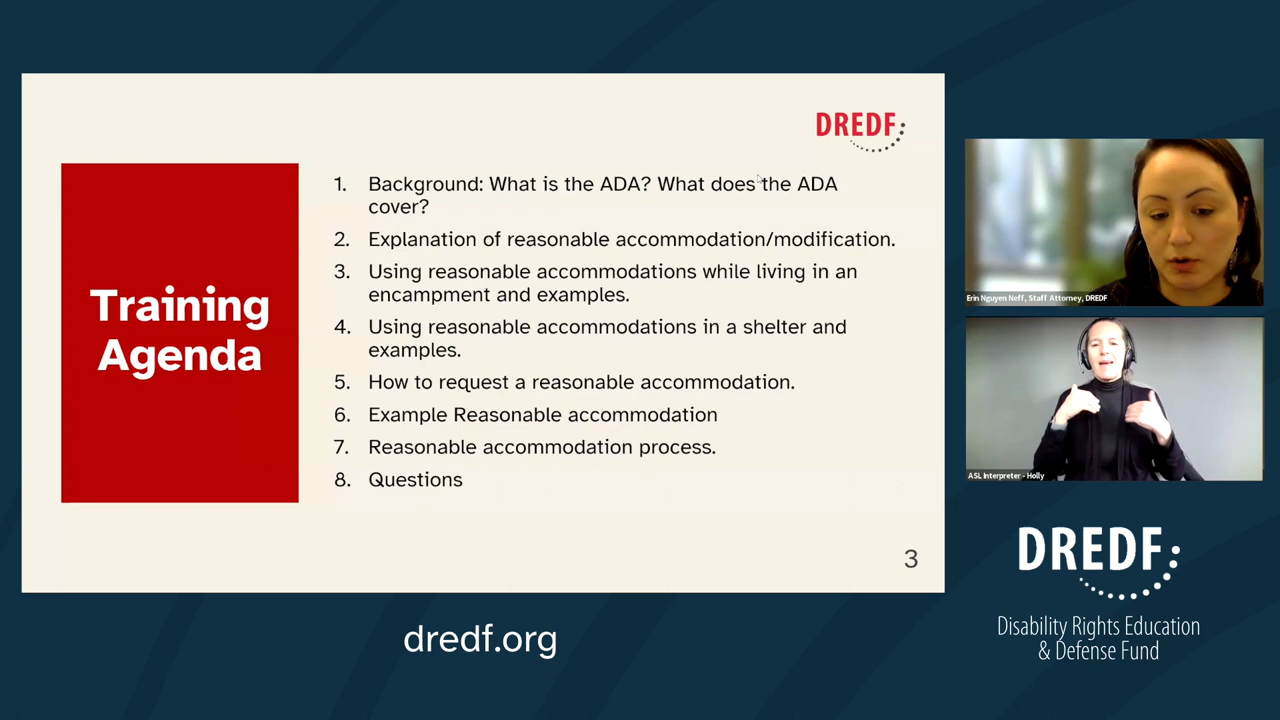 DREDF
Training
Agenda
1. Background: What is the ADA? What does the ADA
cover?
2. Explanation of reasonable accommodation/modification.
3. Using reasonable accommodations while living in an
encampment and examples.
4. Using reasonable accommodations in a shelter and
examples.
5. How to request a reasonable accommodation.
6. Example Reasonable accommodation
7. Reasonable accommodation process.
8. Questions
3
Erin Nguyen Neff, Staff Attorney, DREDF
ASL Interpreter - Holly
DREDF
Disability Rights Education
& Defense Fund
dredf.org